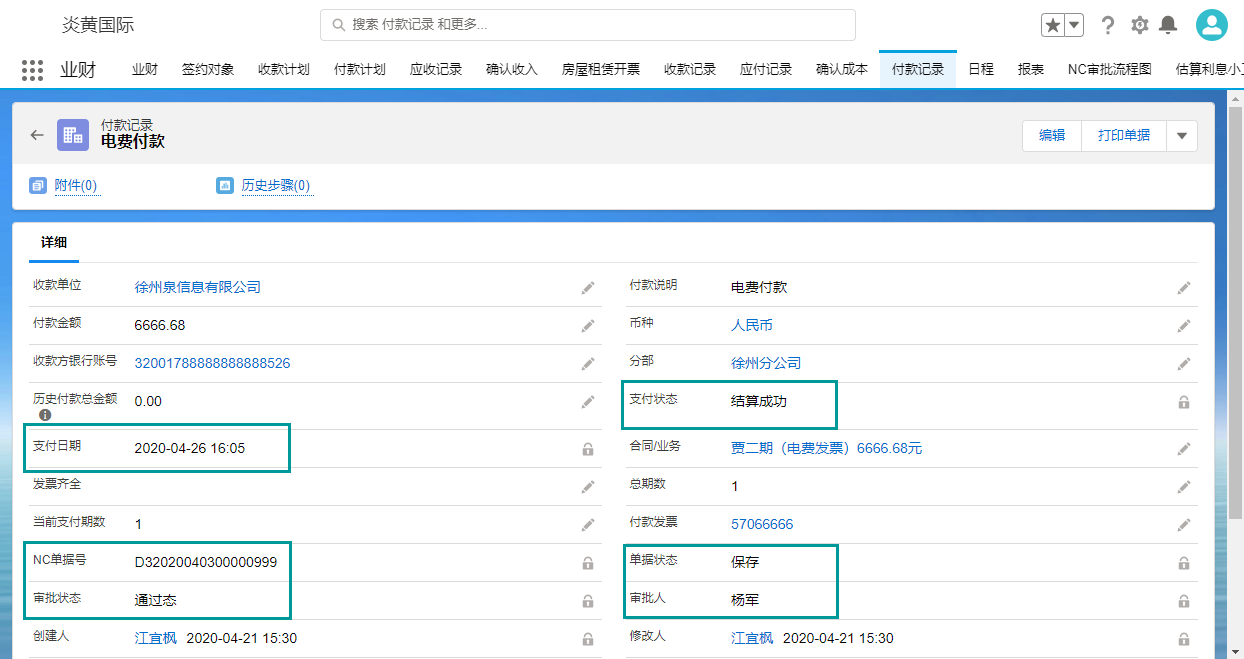 炎黄国际
搜索 付款记录 和更多...
业财 业财 签约对象 收款计划 付款计划 应收记录 确认收入 房屋租赁开票 收款记录 应付记录 确认成本 付款记录 日程 报表 NC审批流程图 估算利息小
付款记录
电费付款
编辑 打印单据
附件(0) 历史步骤(0)
详细
收款单位 徐州泉信息有限公司 付款说明 电费付款
付款金额 6666.68 币种 人民币
收款方银行账号 32001788888888888526 分部 徐州分公司
历史付款总金额 0.00 支付状态 结算成功
支付日期 2020-04-26 16:05 合同/业务 贾二期（电费发票）6666.68元
发票齐全 总期数 1
当前支付期数 1 付款发票 57066666
NC单据号 D32020040300000999 单据状态 保存
审批状态 通过态 审批人 杨军
创建人 江宜枫 2020-04-21 15:30 修改人 江宜枫 2020-04-21 15:30